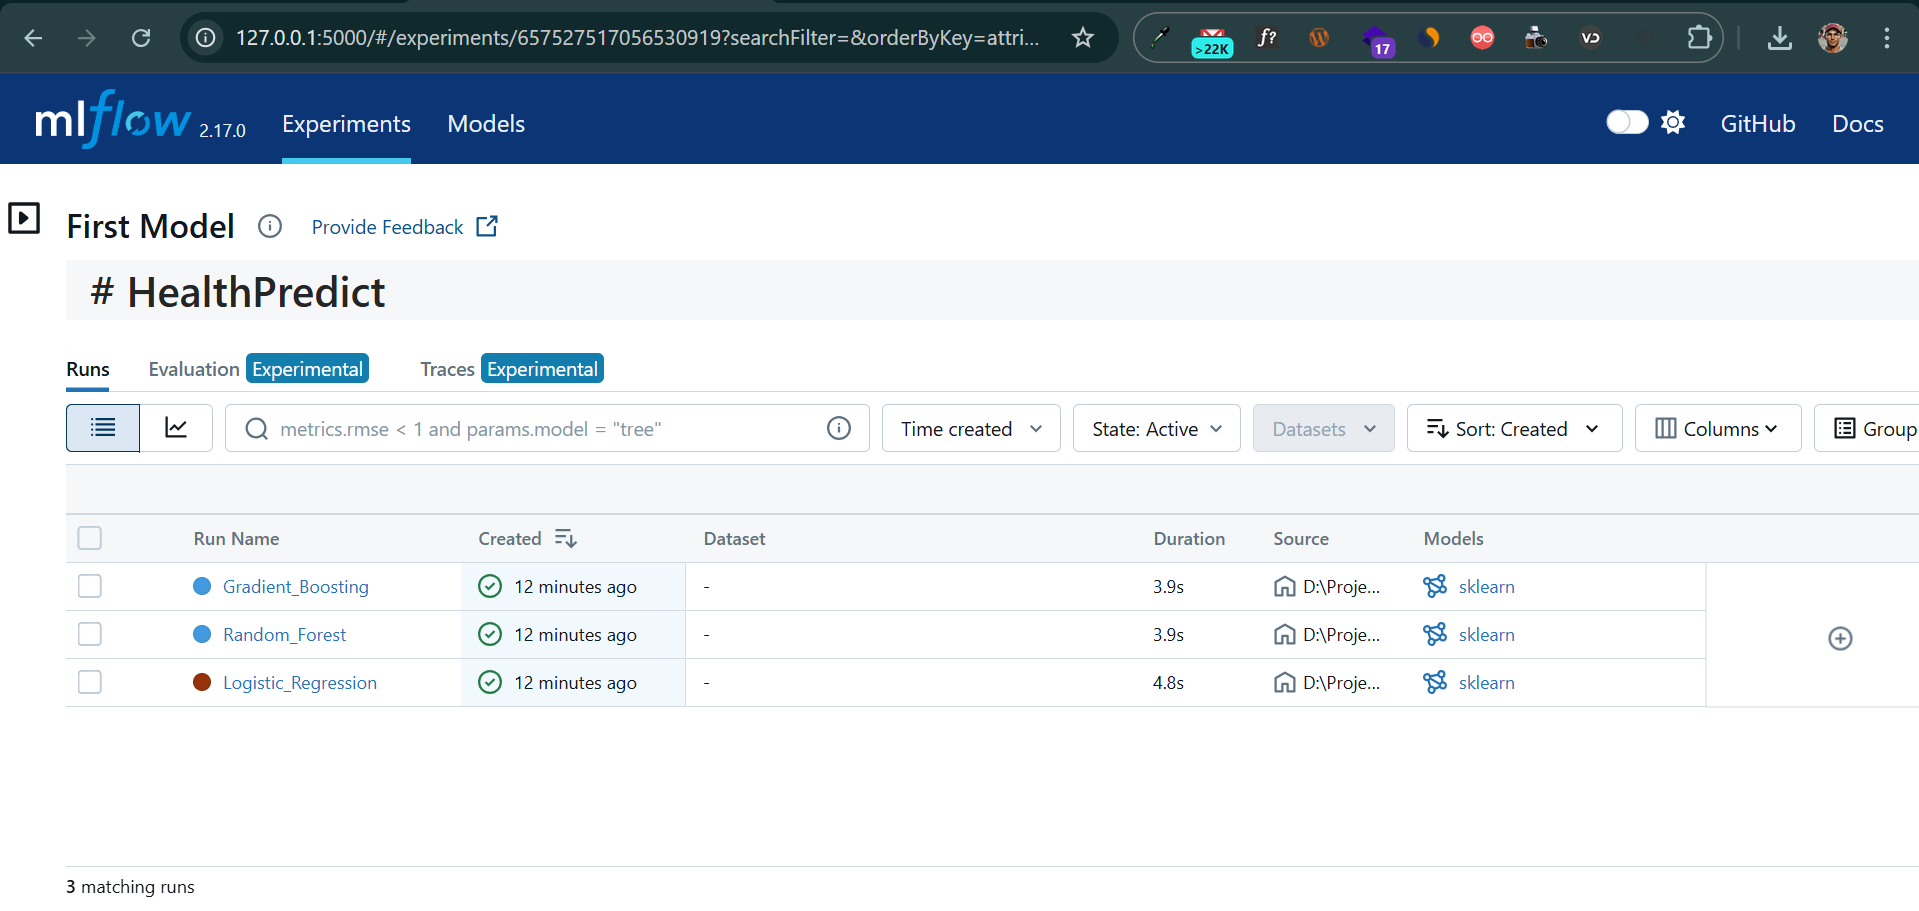 127.0.0.1:5000/#/experiments/657527517056530919?searchFilter=&orderByKey=attri...
>22K
f?
17
VD
mlflow 2.17.0
Experiments
Models
GitHub
Docs
First Model
Provide Feedback
# HealthPredict
Runs
Evaluation Experimental
Traces Experimental
metrics.rmse < 1 and params.model = "tree"
Time created
State: Active
Datasets
Sort: Created
Columns
Group
Run Name Created Dataset Duration Source Models
Gradient_Boosting 12 minutes ago - 3.9s D:\Proje... sklearn
Random_Forest 12 minutes ago - 3.9s D:\Proje... sklearn
Logistic_Regression 12 minutes ago - 4.8s D:\Proje... sklearn
3 matching runs